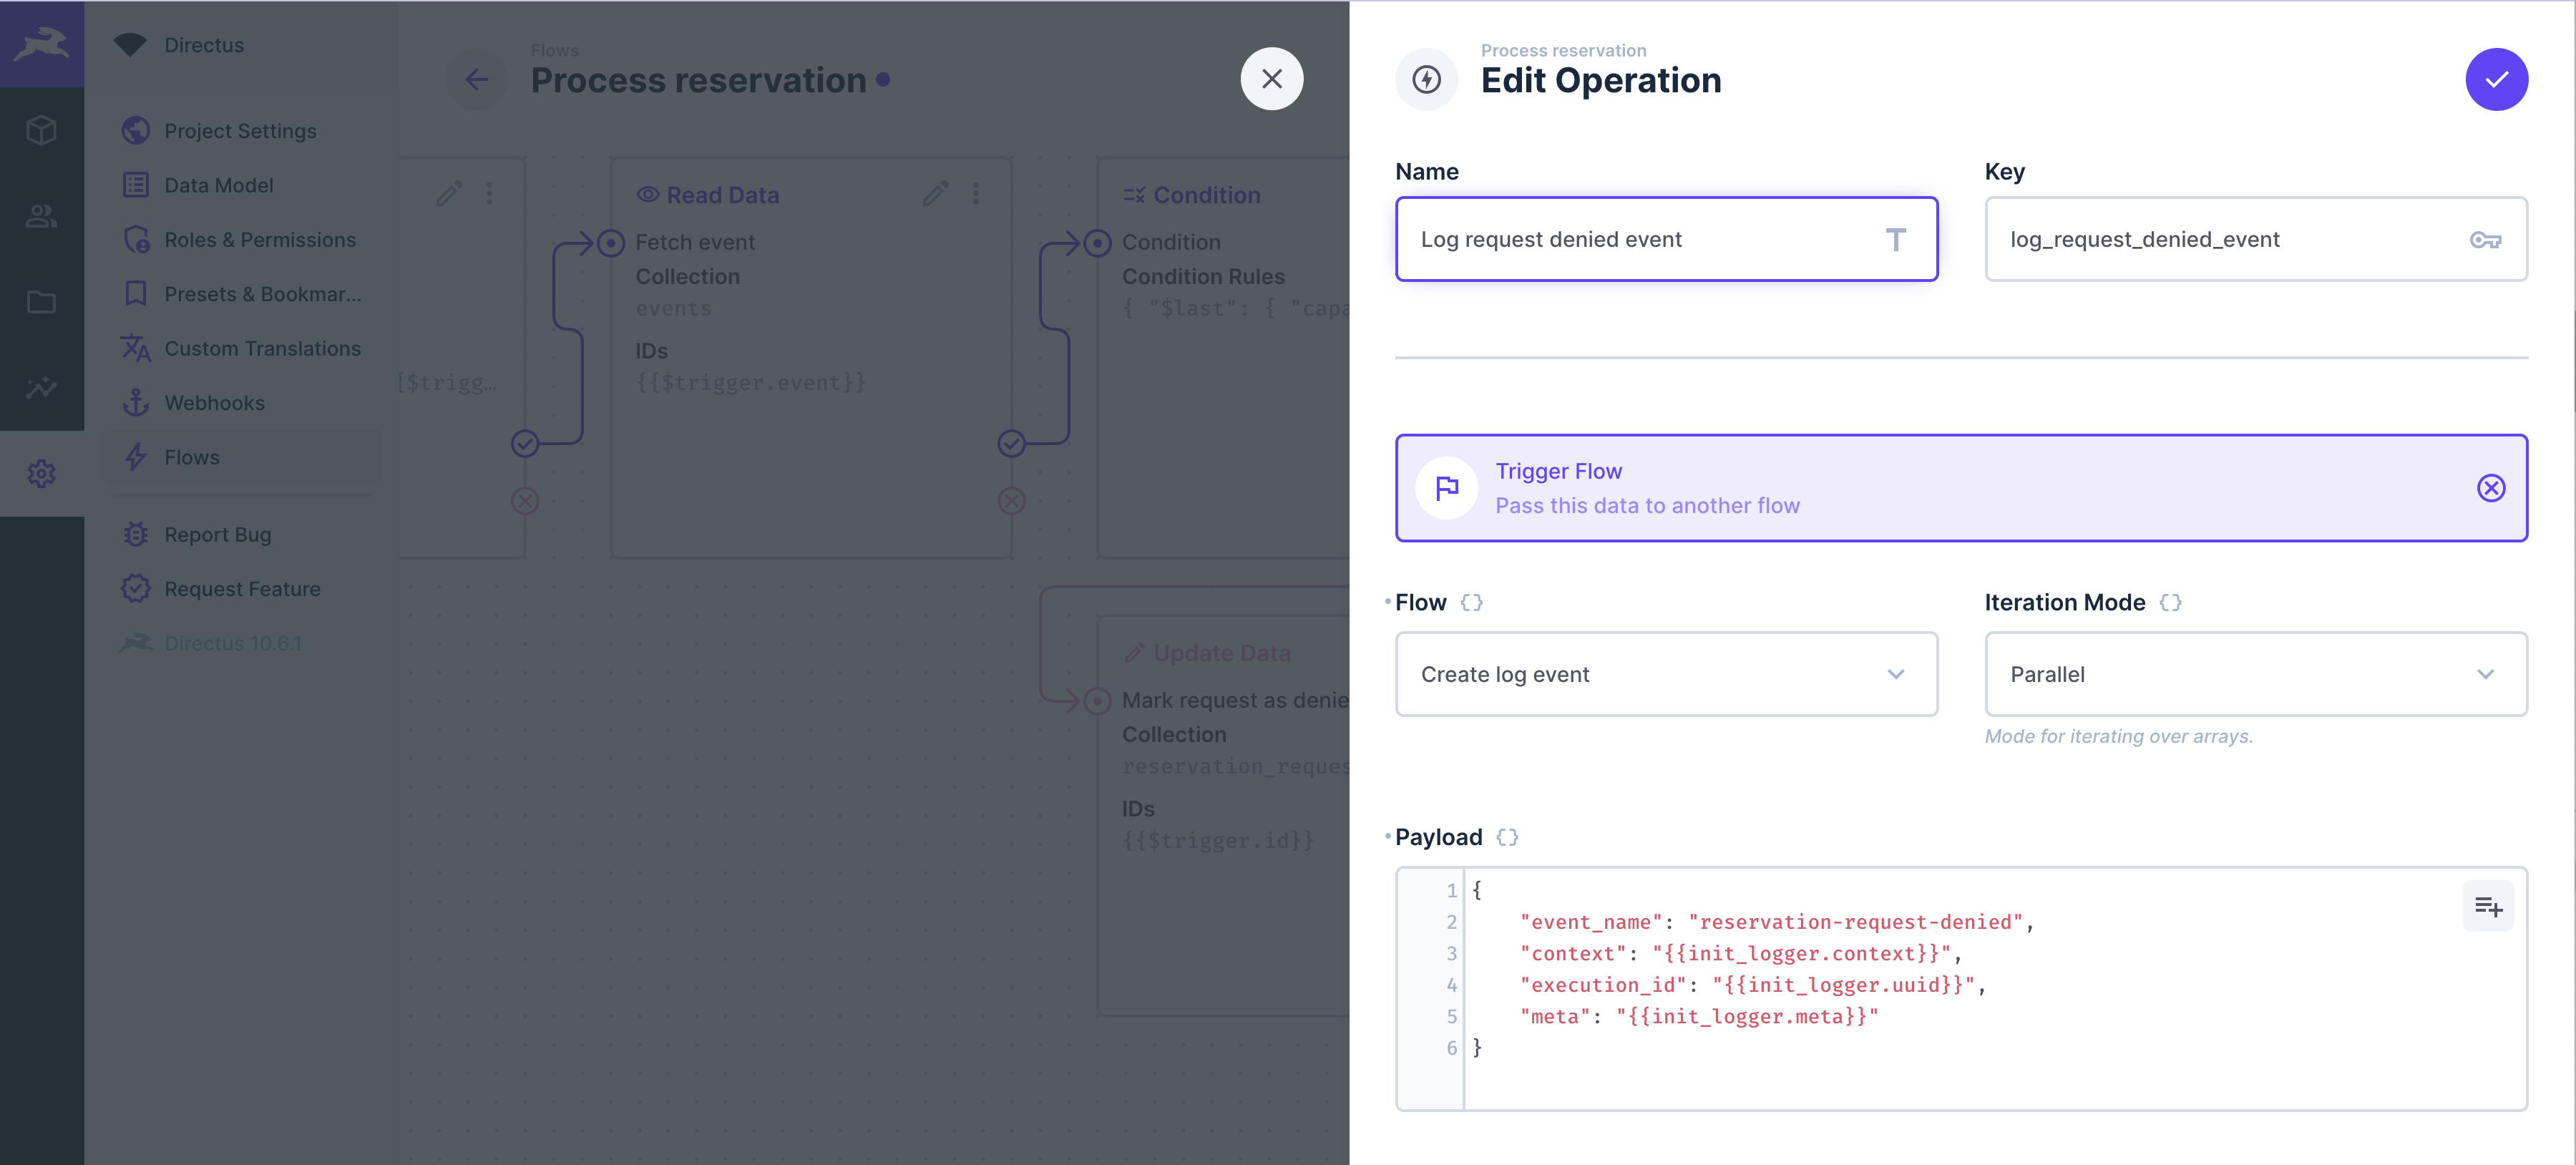 Directus
Project Settings
Data Model
Roles & Permissions
Presets & Bookmar...
Custom Translations
Webhooks
Flows
Report Bug
Request Feature
Directus 10.6.1
Flows
Process reservation
{$trigg...
Read Data
Fetch event
Collection
events
IDs
{{$trigger.event}}
Condition
Condition
Condition Rules
{ "$last": { "capa
Update Data
Mark request as denie
Collection
reservation_reques
IDs
{{$trigger.id}}
Process reservation
Edit Operation
Name
Log request denied event
Key
log_request_denied_event
Trigger Flow
Pass this data to another flow
Flow
Create log event
Iteration Mode
Parallel
Mode for iterating over arrays.
Payload
1 {
2 "event_name": "reservation-request-denied",
3 "context": "{{init_logger.context}}",
4 "execution_id": "{{init_logger.uuid}}",
5 "meta": "{{init_logger.meta}}"
6 }